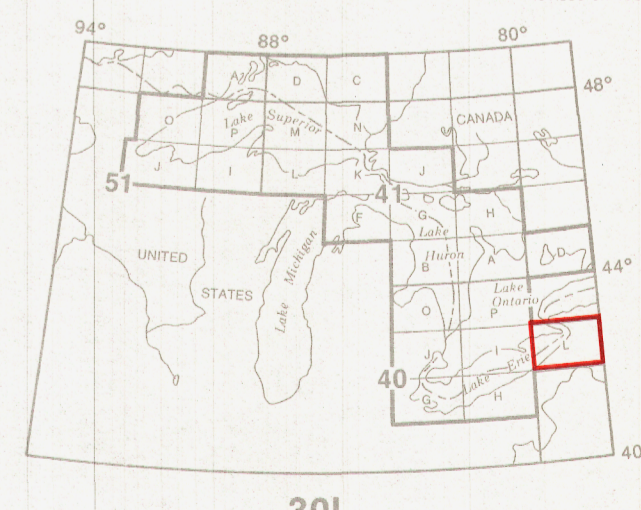 94° 88° 80°
48°
A D C
O Lake Superior N CANADA
P M
J I L K J
51 41
F G H
Lake
UNITED Huron D
Lake Michigan B A 44°
STATES Lake
Ontario
O P
J I L
40 Lake Erie
G H
40
30L